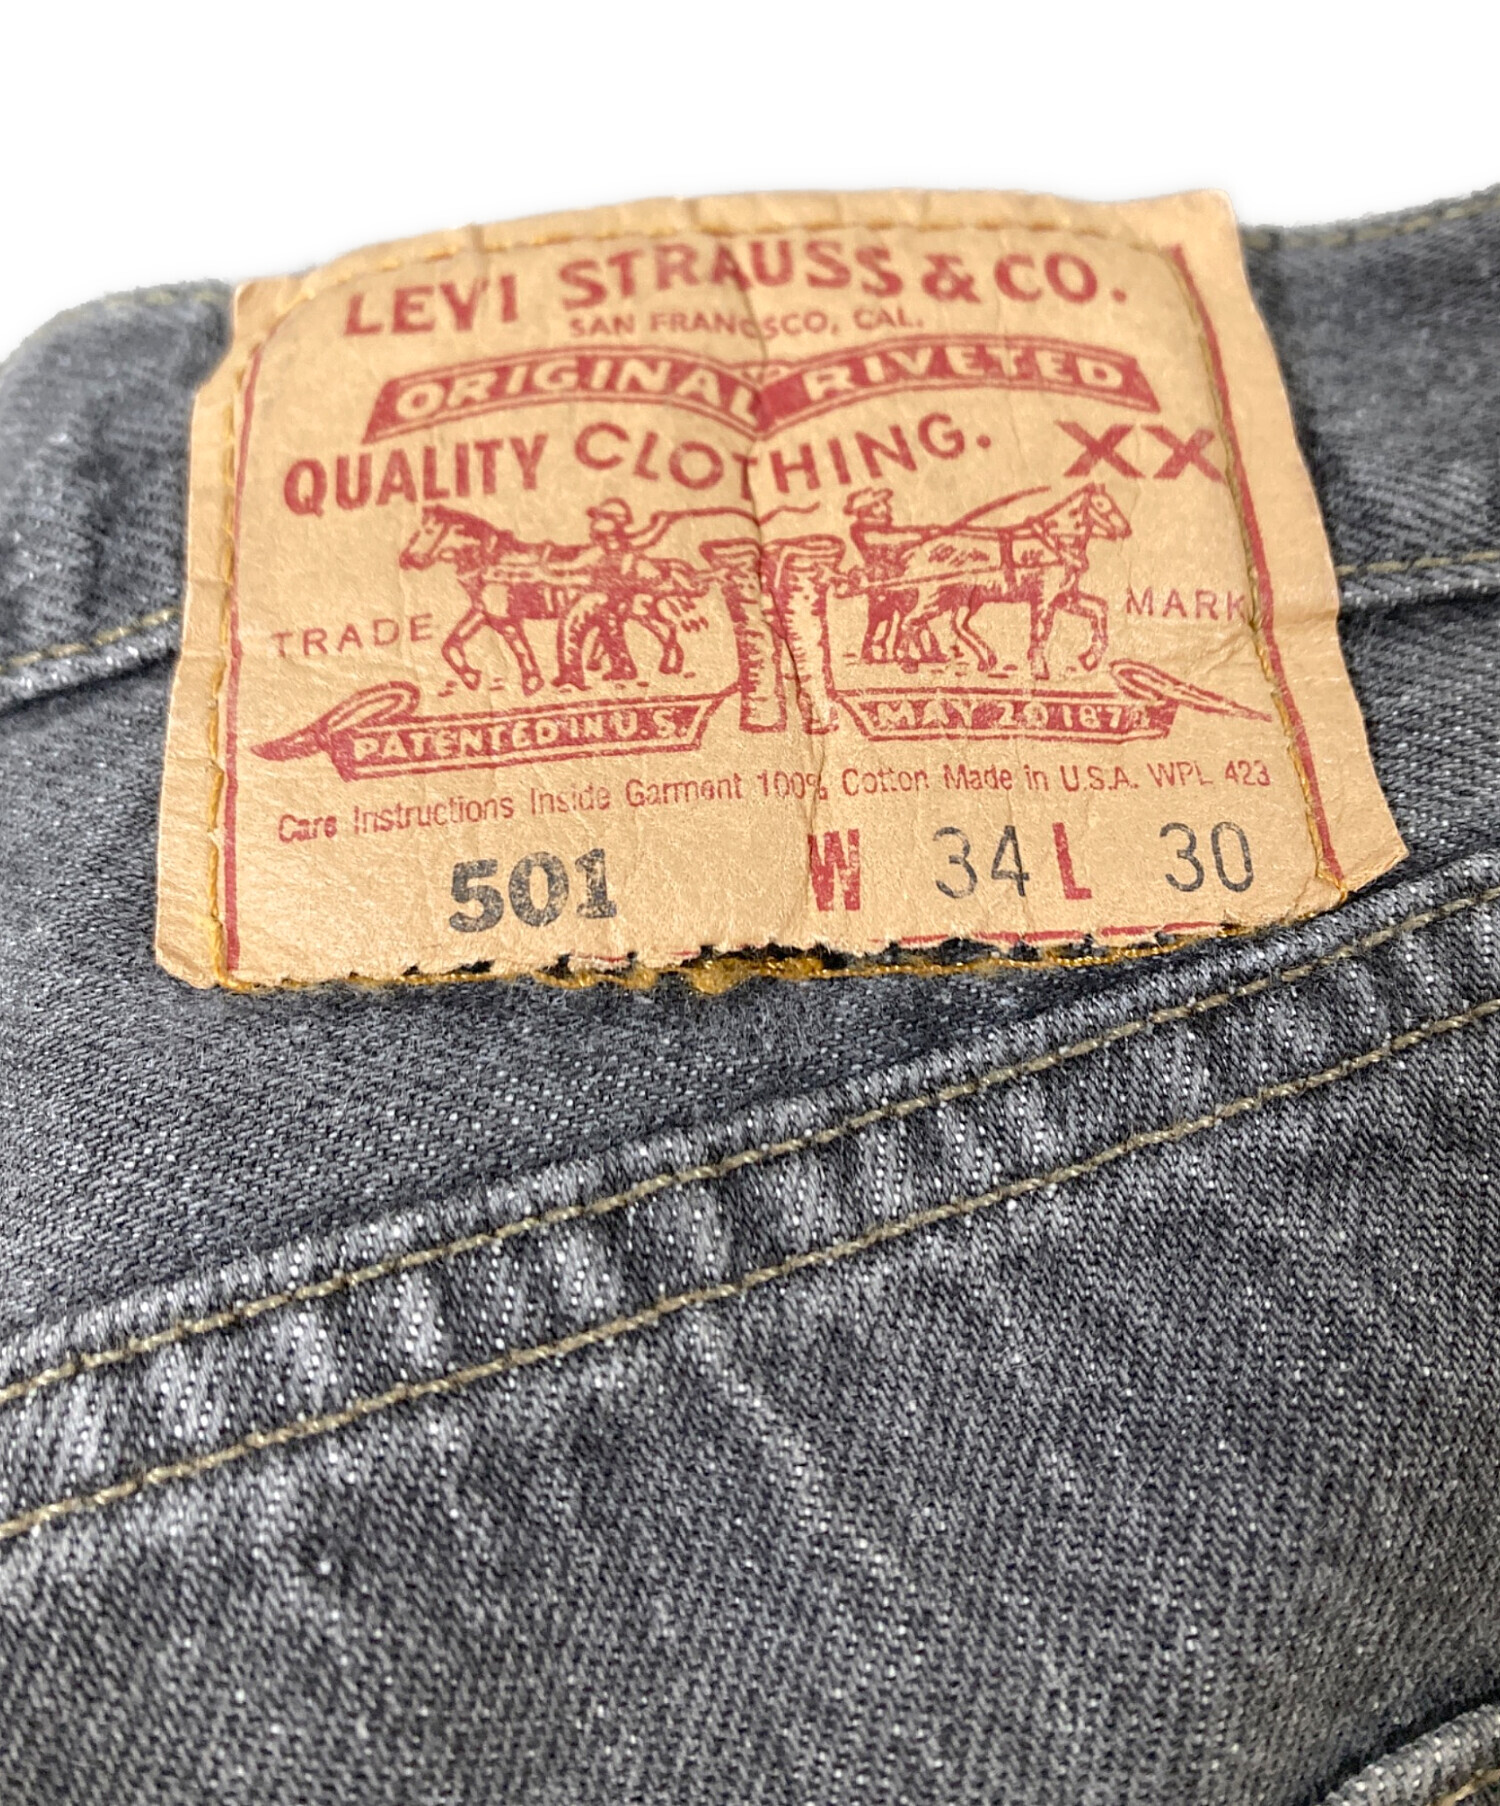 LEVI STRAUSS & CO.
SAN FRANCISCO, CAL.
ORIGINAL RIVETED
QUALITY CLOTHING. XX
TRADE MARK
PATENTED IN U.S. MAY 20 1873
Care Instructions Inside Garment 100% Cotton Made in U.S.A. WPL 423
501 W 34 L 30